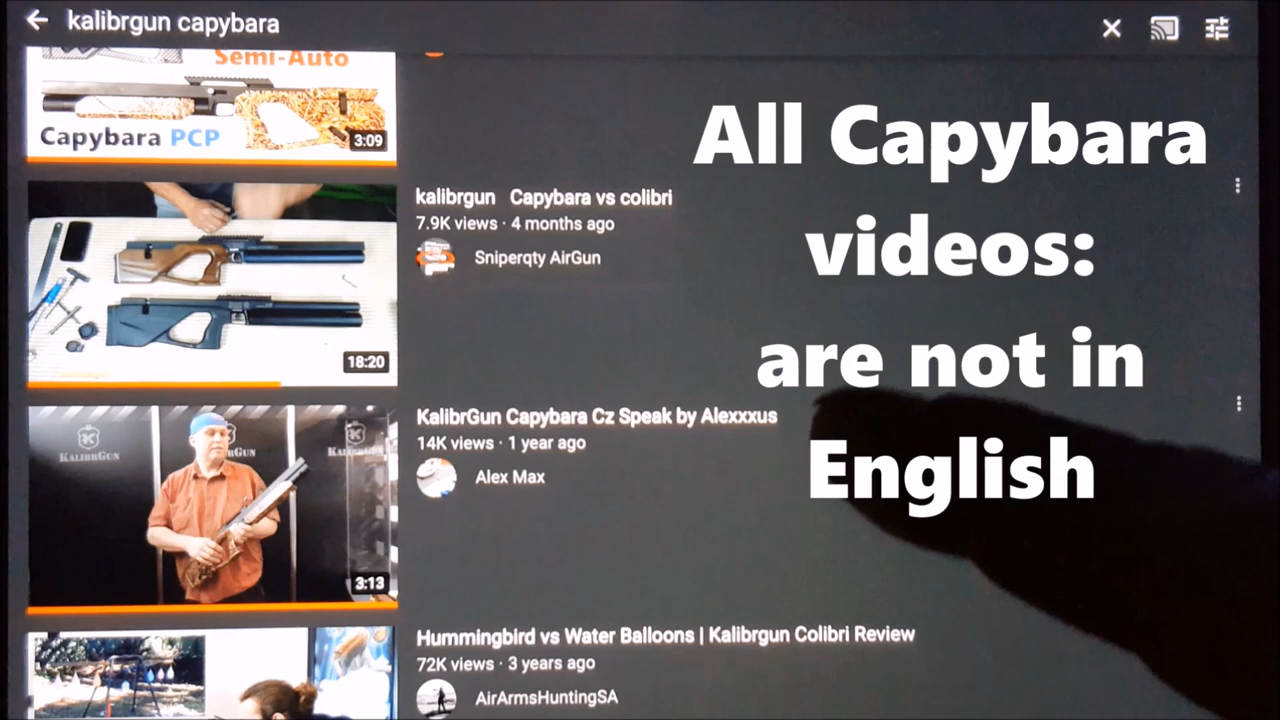 kalibrgun capybara
Semi-Auto
Capybara PCP
3:09
kalibrgun Capybara vs colibri
7.9K views · 4 months ago
Sniperqty AirGun
18:20
KalibrGun Capybara Cz Speak by Alexxxus
14K views · 1 year ago
Alex Max
KALIBRGUN
3:13
Hummingbird vs Water Balloons | Kalibrgun Colibri Review
72K views · 3 years ago
AirArmsHuntingSA
All Capybara
videos:
are not in
English